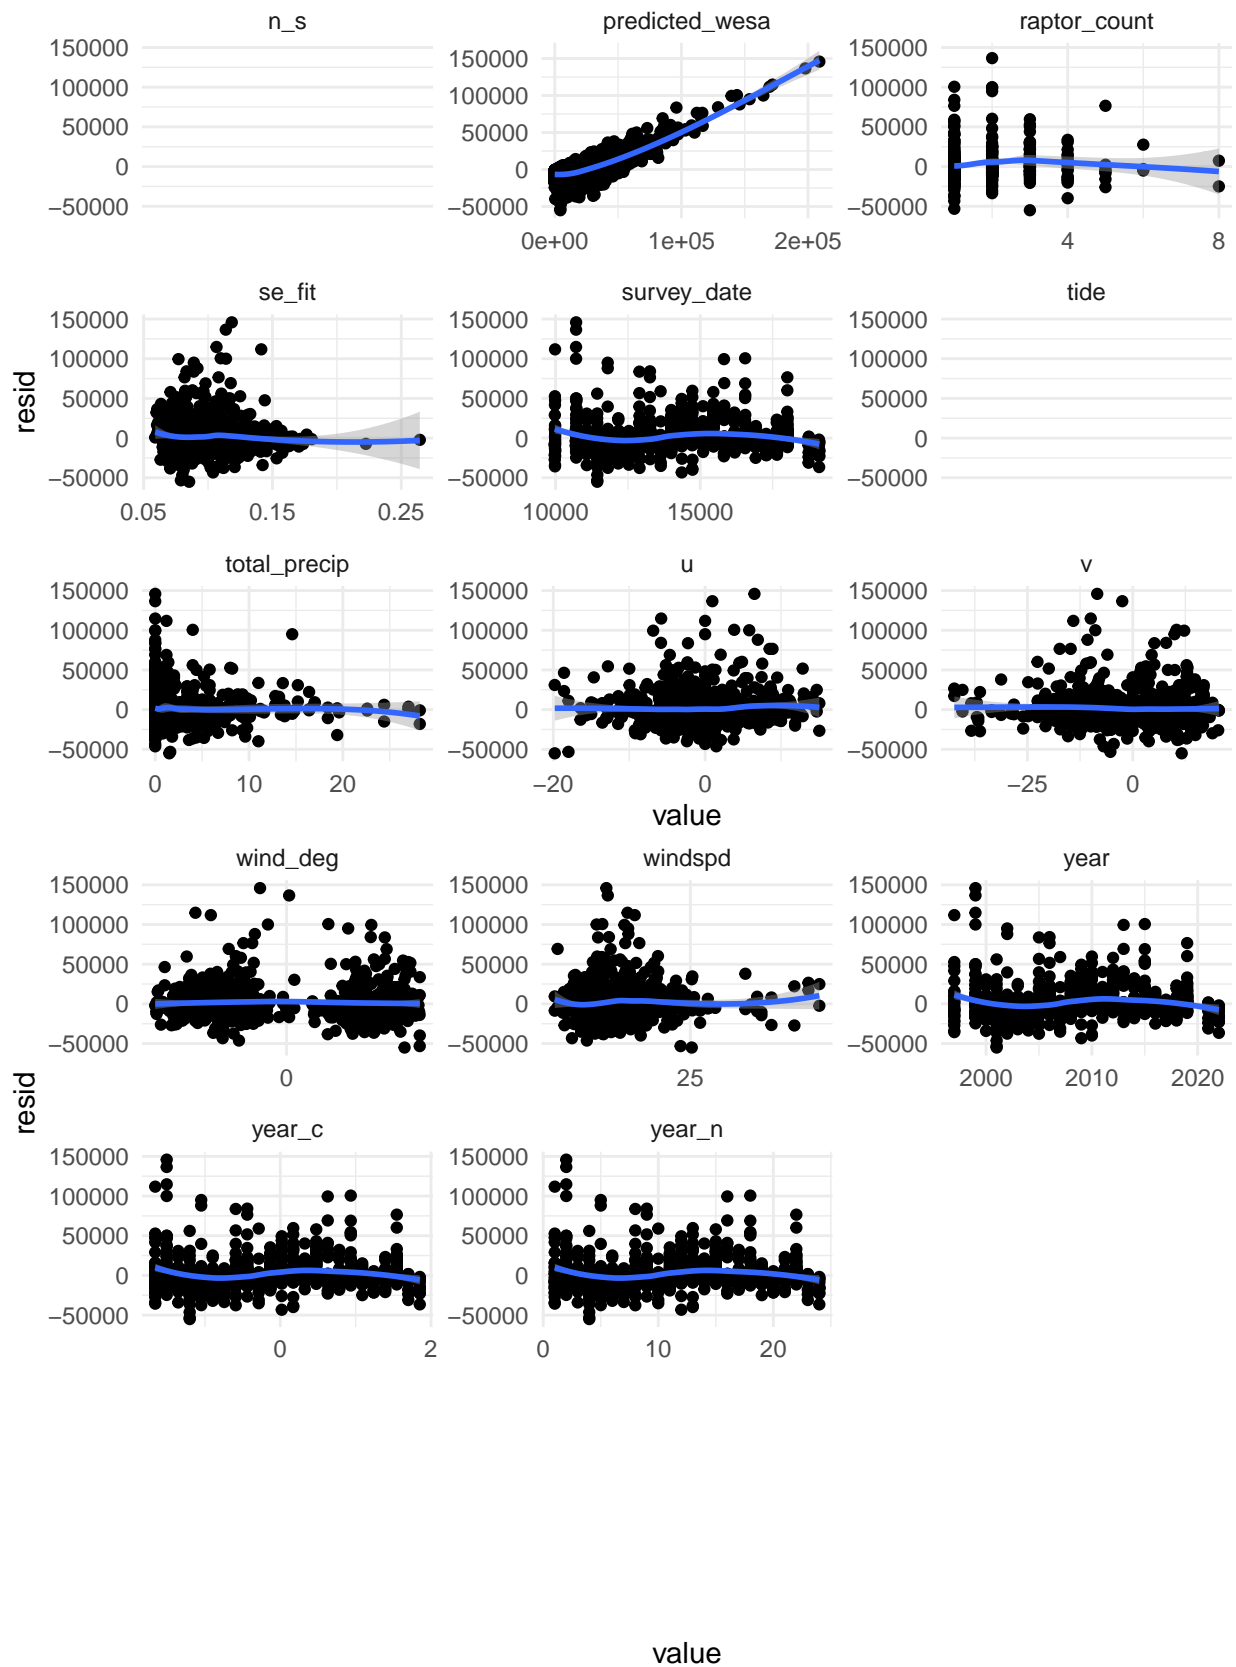 n_s predicted_wesa raptor_count
150000 150000 150000
100000 100000 100000
50000 50000 50000
0 0 0
−50000 −50000 −50000
0e+00 1e+05 2e+05 4 8
se_fit survey_date tide
150000 150000 150000
100000 100000 100000
50000 50000 50000
0 0 0
−50000 −50000 −50000
0.05 0.15 0.25 10000 15000
resid
total_precip u v
150000 150000 150000
100000 100000 100000
50000 50000 50000
0 0 0
−50000 −50000 −50000
0 10 20 −20 0 −25 0
value
wind_deg windspd year
150000 150000 150000
100000 100000 100000
50000 50000 50000
0 0 0
−50000 −50000 −50000
0 25 2000 2010 2020
resid
year_c year_n
150000 150000
100000 100000
50000 50000
0 0
−50000 −50000
0 2 0 10 20
value